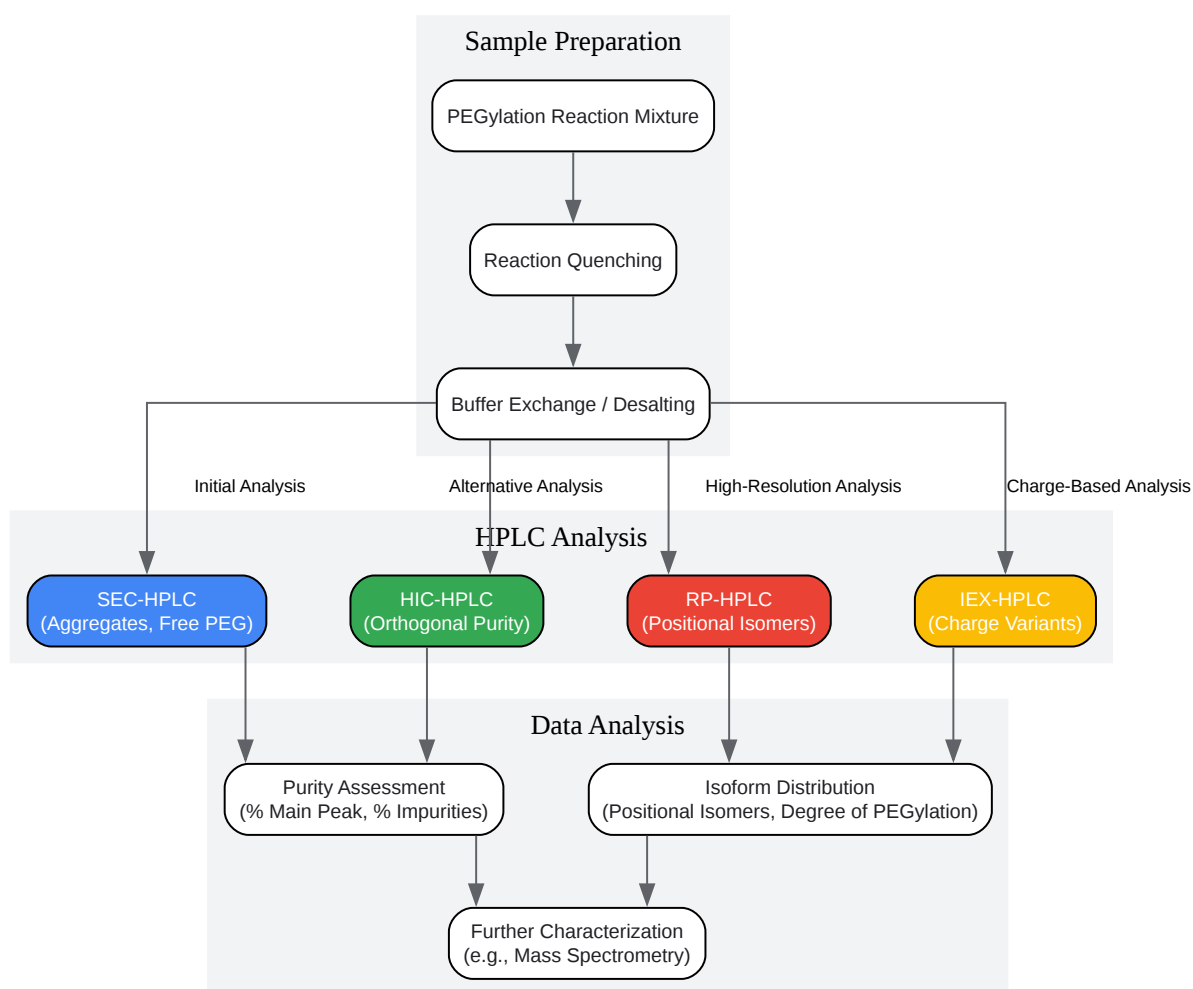 Sample Preparation
PEGylation Reaction Mixture
Reaction Quenching
Buffer Exchange / Desalting
Initial Analysis
Alternative Analysis
High-Resolution Analysis
Charge-Based Analysis
HPLC Analysis
SEC-HPLC
(Aggregates, Free PEG)
HIC-HPLC
(Orthogonal Purity)
RP-HPLC
(Positional Isomers)
IEX-HPLC
(Charge Variants)
Data Analysis
Purity Assessment
(% Main Peak, % Impurities)
Isoform Distribution
(Positional Isomers, Degree of PEGylation)
Further Characterization
(e.g., Mass Spectrometry)